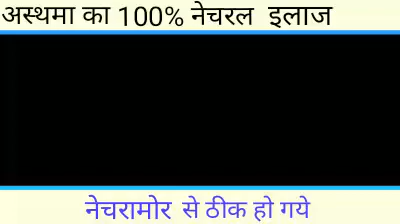 अस्थमा का 100% नेचरल इलाज
नेचरामोर से ठीक हो गये